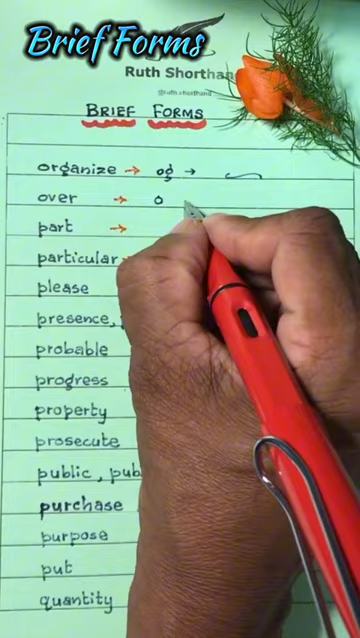 Brief Forms
Ruth Shorthand
@ruth.shorthand
BRIEF FORMS
organize → og →
over → o
part →
particular
please
presence,
probable
progress
property
prosecute
public, pub
purchase
purpose
put
quantity